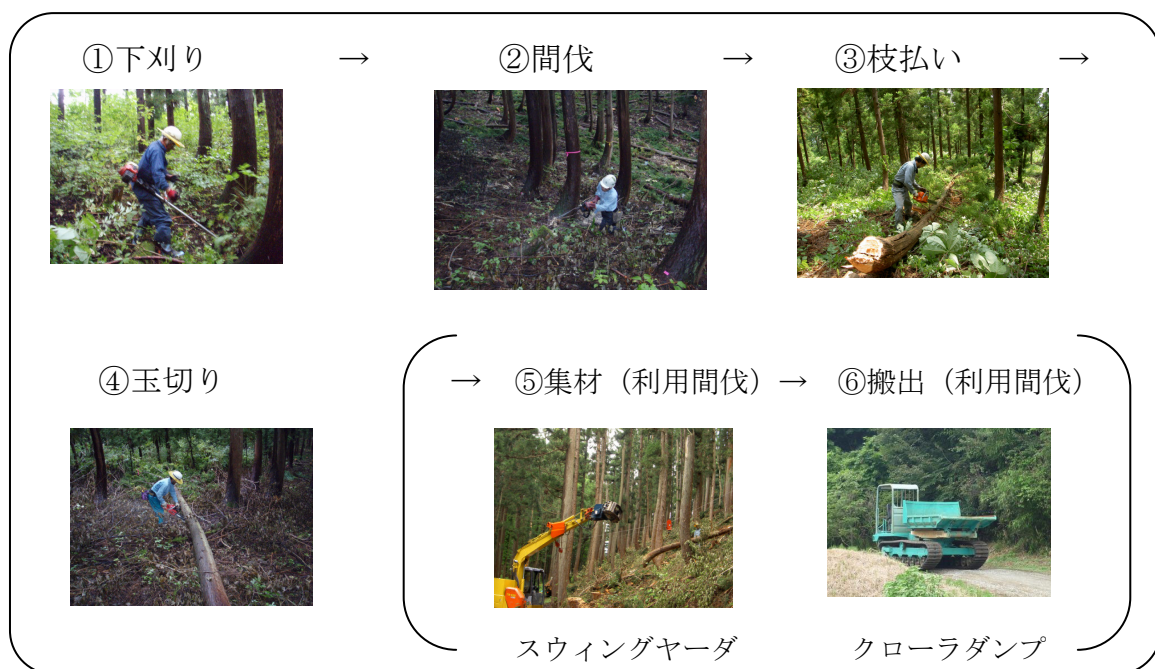 ①下刈り → ②間伐 → ③枝払い →
④玉切り → ⑤集材(利用間伐)→ ⑥搬出(利用間伐)
スウィングヤーダ クローラダンプ